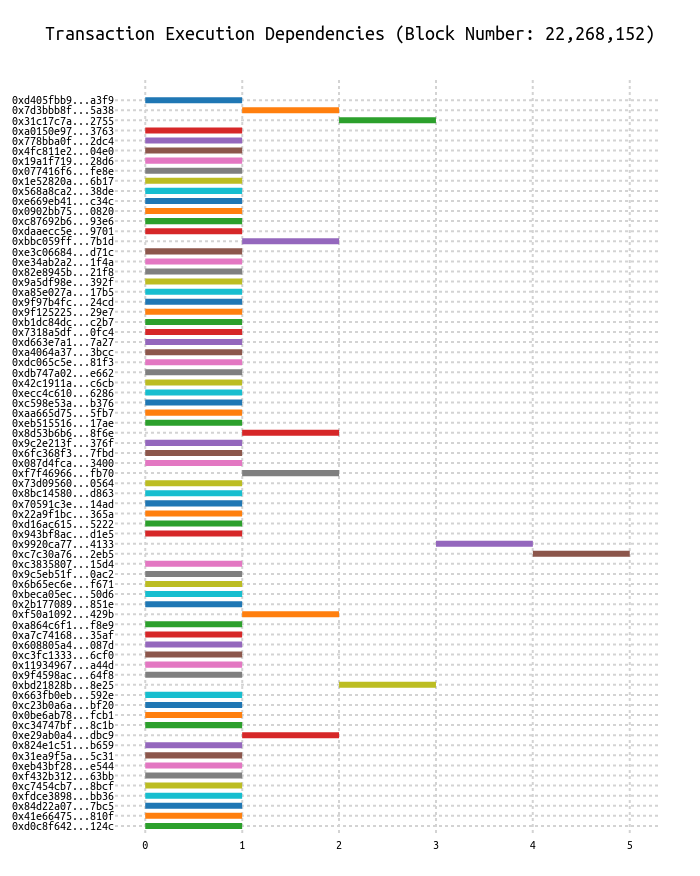 Transaction Execution Dependencies (Block Number: 22,268,152)
0xd405fbb9...a3f9
0x7d3bbb8f...5a38
0x31c17c7a...2755
0xa0150e97...3763
0x778bba0f...2dc4
0x4fc811e2...04e0
0x19a1f719...28d6
0x077416f6...fe8e
0x1e52820a...6b17
0x568a8ca2...38de
0xe669eb41...c34c
0x0902bb75...0820
0xc87692b6...93e6
0xdaaecc5e...9701
0xbbc059ff...7b1d
0xe3c06684...d71c
0xe34ab2a2...1f4a
0x82e8945b...21f8
0x9a5df98e...392f
0xa85e027a...17b5
0x9f97b4fc...24cd
0x9f125225...29e7
0xb1dc84dc...c2b7
0x7318a5df...0fc4
0xd663e7a1...7a27
0xa4064a37...3bcc
0xdc065c5e...81f3
0xdb747a02...e662
0x42c1911a...c6cb
0xecc4c610...6286
0xc598e53a...b376
0xaa665d75...5fb7
0xeb515516...17ae
0x8d53b6b6...8f6e
0x9c2e213f...376f
0x6fc368f3...7fbd
0x087d4fca...3400
0xf7f46966...fb70
0x73d09560...0564
0x8bc14580...d863
0x70591c3e...14ad
0x22a9f1bc...365a
0xd16ac615...5222
0x943bf8ac...d1e5
0x9920ca77...4133
0xc7c30a76...2eb5
0xc3835807...15d4
0x9c5eb51f...0ac2
0x6b65ec6e...f671
0xbeca05ec...50d6
0x2b177089...851e
0xf50a1092...429b
0xa864c6f1...f8e9
0xa7c74168...35af
0x608805a4...087d
0xc3fc1333...6cf0
0x11934967...a44d
0x9f4598ac...64f8
0xbd21828b...8e25
0x663fb0eb...592e
0xc23b0a6a...bf20
0x0be6ab78...fcb1
0xc34747bf...8c1b
0xe29ab0a4...dbc9
0x824e1c51...b659
0x31ea9f5a...5c31
0xeb43bf28...e544
0xf432b312...63bb
0xc7454cb7...8bcf
0xfdce3898...bb36
0x84d22a07...7bc5
0x41e66475...810f
0xd0c8f642...124c
0 1 2 3 4 5